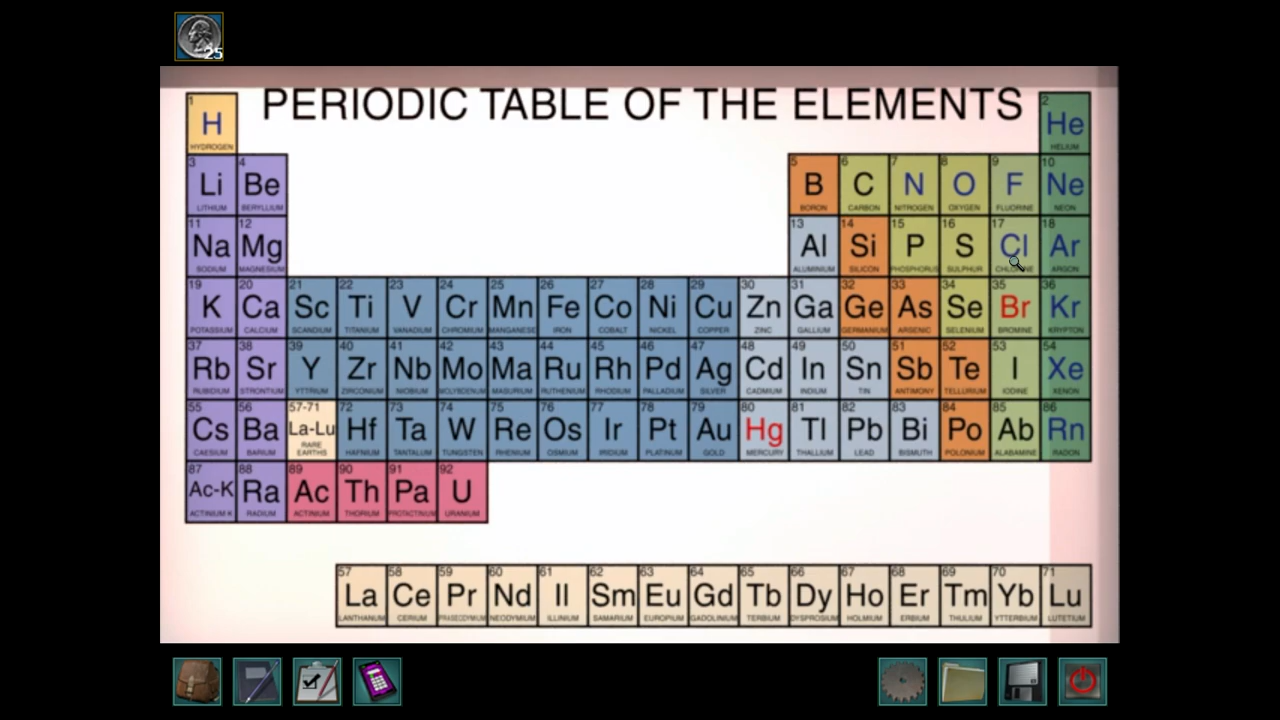 25
PERIODIC TABLE OF THE ELEMENTS
1 2
H He
HYDROGEN HELIUM
3 4 5 6 7 8 9 10
Li Be B C N O F Ne
LITHIUM BERYLLIUM BORON CARBON NITROGEN OXYGEN FLUORINE NEON
11 12 13 14 15 16 17 18
Na Mg Al Si P S Cl Ar
SODIUM MAGNESIUM ALUMINIUM SILICON PHOSPHORUS SULPHUR CHLORINE ARGON
19 20 21 22 23 24 25 26 27 28 29 30 31 32 33 34 35 36
K Ca Sc Ti V Cr Mn Fe Co Ni Cu Zn Ga Ge As Se Br Kr
POTASSIUM CALCIUM SCANDIUM TITANIUM VANADIUM CHROMIUM MANGANESE IRON COBALT NICKEL COPPER ZINC GALLIUM GERMANIUM ARSENIC SELENIUM BROMINE KRYPTON
37 38 39 40 41 42 43 44 45 46 47 48 49 50 51 52 53 54
Rb Sr Y Zr Nb Mo Ma Ru Rh Pd Ag Cd In Sn Sb Te I Xe
RUBIDIUM STRONTIUM YTTRIUM ZIRCONIUM NIOBIUM MOLYBDENUM MASURIUM RUTHENIUM RHODIUM PALLADIUM SILVER CADMIUM INDIUM TIN ANTIMONY TELLURIUM IODINE XENON
55 56 57-71 72 73 74 75 76 77 78 79 80 81 82 83 84 85 86
Cs Ba La-Lu Hf Ta W Re Os Ir Pt Au Hg Tl Pb Bi Po Ab Rn
CAESIUM BARIUM RARE EARTHS HAFNIUM TANTALUM TUNGSTEN RHENIUM OSMIUM IRIDIUM PLATINUM GOLD MERCURY THALLIUM LEAD BISMUTH POLONIUM ALABAMINE RADON
87 88 89 90 91 92
Ac-K Ra Ac Th Pa U
ACTINIUM K RADIUM ACTINIUM THORIUM PROTACTINIUM URANIUM
57 58 59 60 61 62 63 64 65 66 67 68 69 70 71
La Ce Pr Nd Il Sm Eu Gd Tb Dy Ho Er Tm Yb Lu
LANTHANUM CERIUM PRASEODYMIUM NEODYMIUM ILLINIUM SAMARIUM EUROPIUM GADOLINIUM TERBIUM DYSPROSIUM HOLMIUM ERBIUM THULIUM YTTERBIUM LUTETIUM